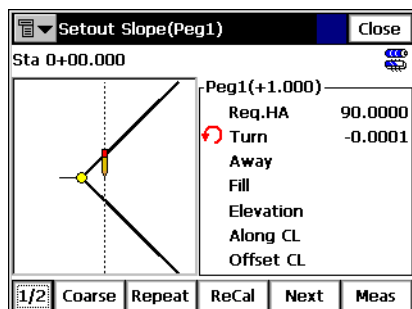 Setout Slope(Peg1) Close
Sta 0+00.000
Peg1(+1.000)
Req.HA 90.0000
Turn -0.0001
Away
Fill
Elevation
Along CL
Offset CL
1/2 Coarse Repeat ReCal Next Meas